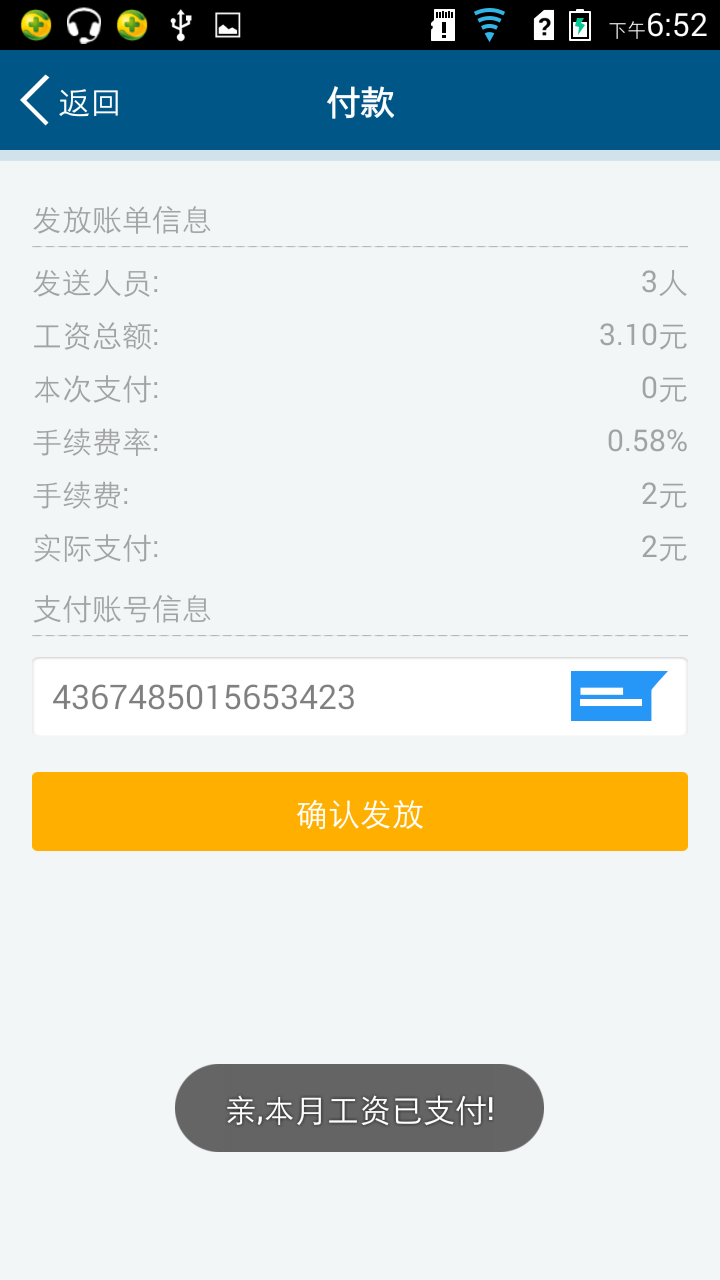 下午6:52
返回
付款
发放账单信息
发送人员: 3人
工资总额: 3.10元
本次支付: 0元
手续费率: 0.58%
手续费: 2元
实际支付: 2元
支付账号信息
4367485015653423
确认发放
亲,本月工资已支付!